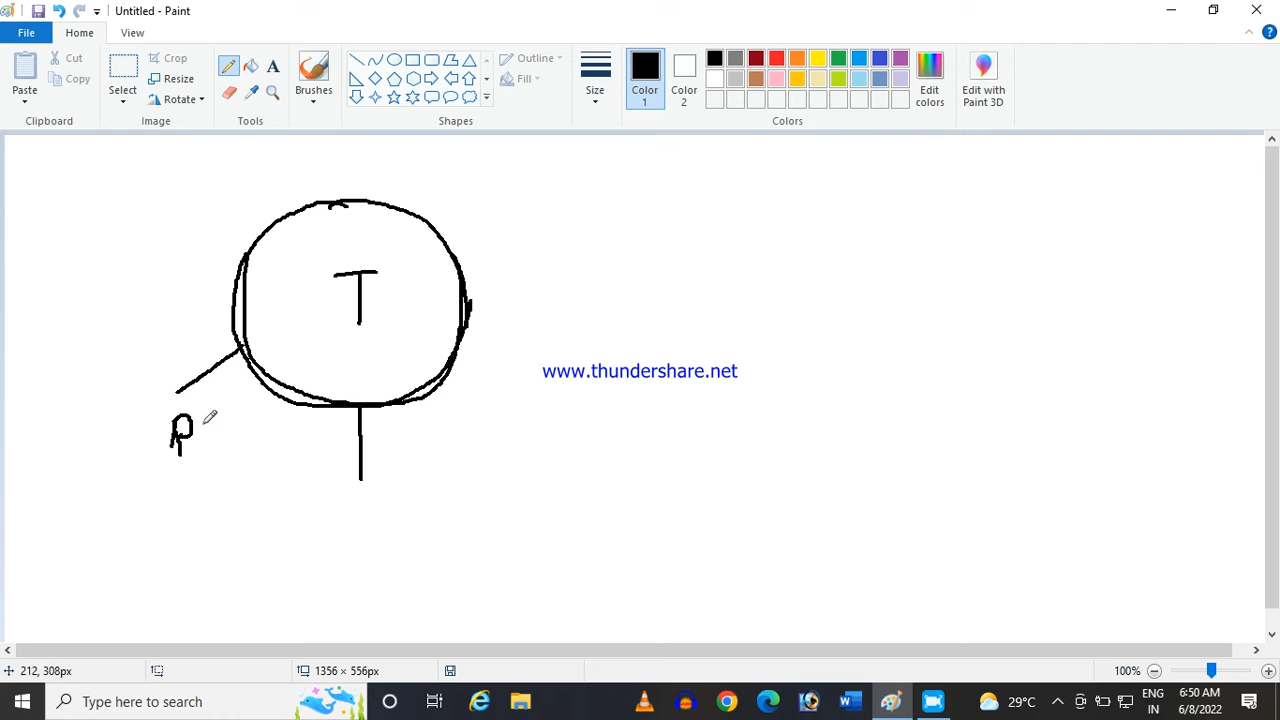 Untitled - Paint
File Home View
Paste
Cut
Copy
Clipboard
Select
Crop
Resize
Rotate
Image
Tools
Brushes
Shapes
Outline
Fill
Size
Color 1
Color 2
Edit colors
Colors
Edit with Paint 3D
T
www.thundershare.net
P
212, 308px
1356 × 556px
100%
Type here to search
29°C
ENG IN
6:50 AM
6/8/2022